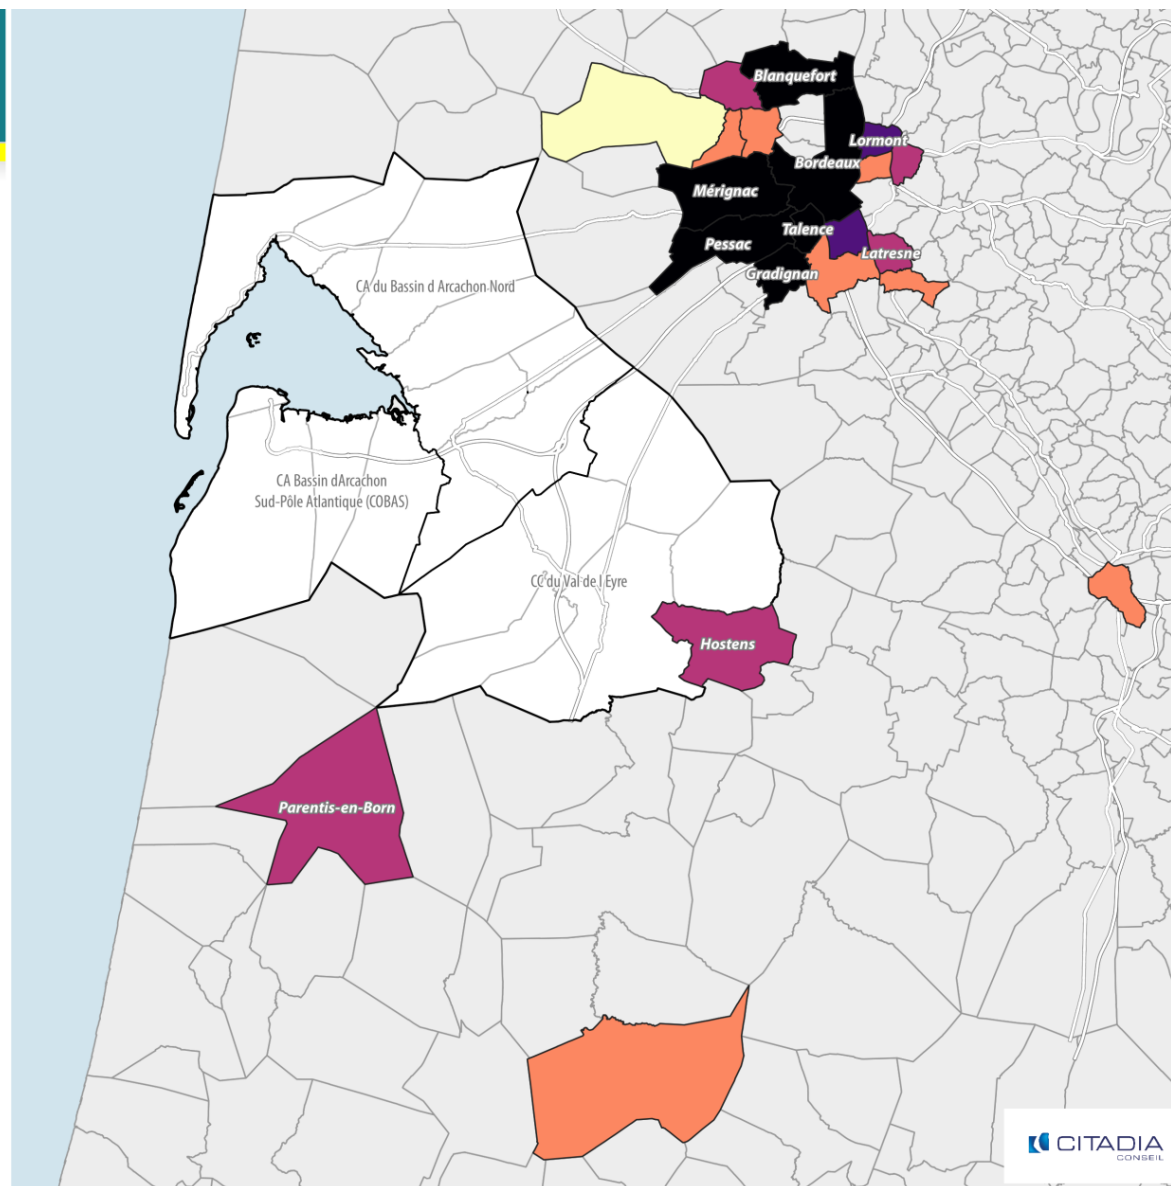 Blanquefort
Lormont
Bordeaux
Mérignac
Talence
Pessac
Latresne
Gradignan
CA du Bassin d Arcachon Nord
CA Bassin dArcachon
Sud-Pôle Atlantique (COBAS)
CC du Val de l Eyre
Hostens
Parentis-en-Born
CITADIA
CONSEIL